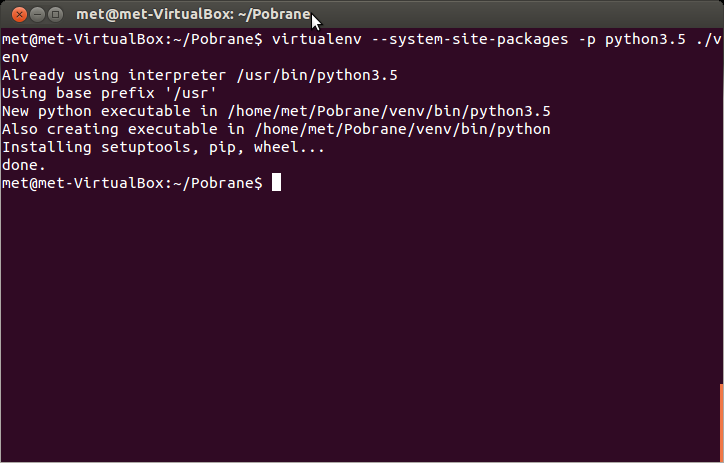 met@met-VirtualBox: ~/Pobrane
met@met-VirtualBox:~/Pobrane$ virtualenv --system-site-packages -p python3.5 ./v
env
Already using interpreter /usr/bin/python3.5
Using base prefix '/usr'
New python executable in /home/met/Pobrane/venv/bin/python3.5
Also creating executable in /home/met/Pobrane/venv/bin/python
Installing setuptools, pip, wheel...
done.
met@met-VirtualBox:~/Pobrane$